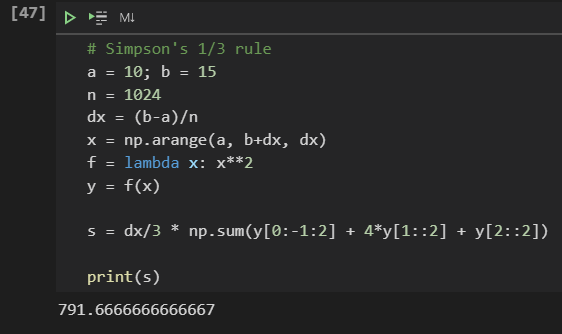 [47]
M↓
# Simpson's 1/3 rule
a = 10; b = 15
n = 1024
dx = (b-a)/n
x = np.arange(a, b+dx, dx)
f = lambda x: x**2
y = f(x)
s = dx/3 * np.sum(y[0:-1:2] + 4*y[1::2] + y[2::2])
print(s)
791.6666666666667